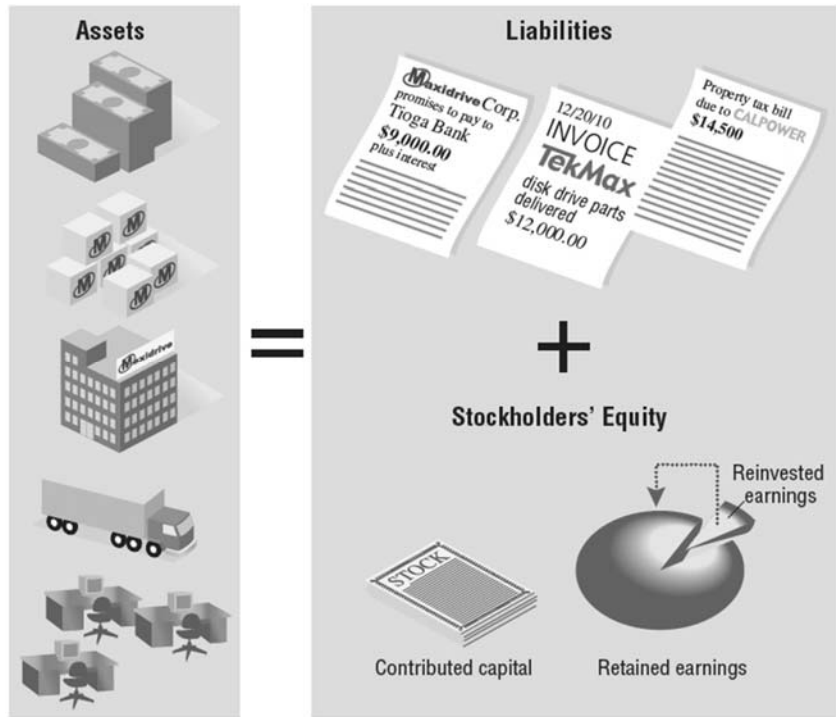 Assets
Liabilities
Maxidrive Corp.
promises to pay to
Tioga Bank
$9,000.00
plus interest
12/20/10
INVOICE
TekMax
disk drive parts
delivered
$12,000.00
Property tax bill
due to CALPOWER
$14,500
M
M
M
M
M
M
Maxidrive
=
+
Stockholders' Equity
Reinvested
earnings
STOCK
Contributed capital
Retained earnings